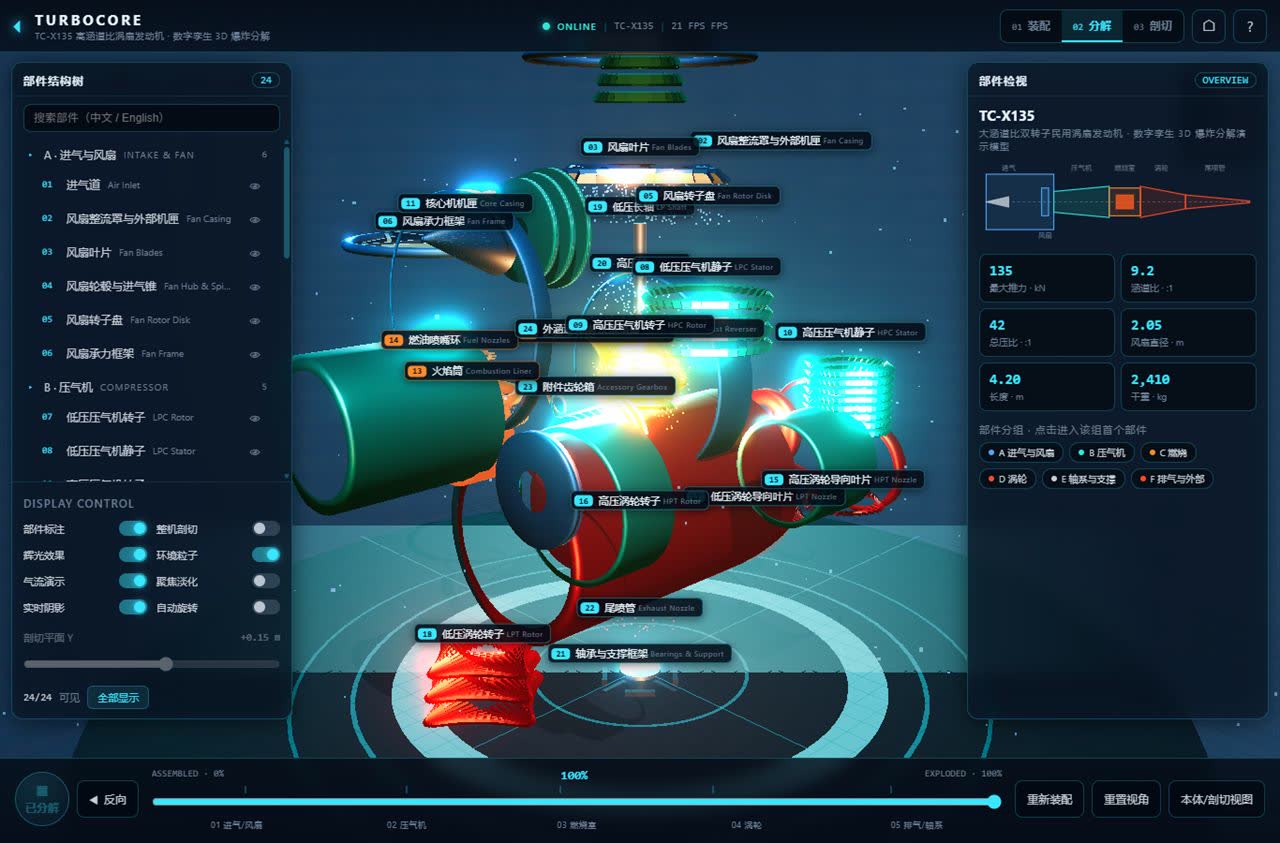 TURBOCORE
TC-X135 高涵道比涡扇发动机 · 数字孪生 3D 爆炸分解
ONLINE TC-X135 21 FPS FPS
01 装配 02 分解 03 剖切 ?
部件结构树 24
搜索部件（中文 / English）
A · 进气与风扇 INTAKE & FAN 6
01 进气道 Air Inlet
02 风扇整流罩与外部机匣 Fan Casing
03 风扇叶片 Fan Blades
04 风扇轮毂与进气锥 Fan Hub & Spi...
05 风扇转子盘 Fan Rotor Disk
06 风扇承力框架 Fan Frame
B · 压气机 COMPRESSOR 5
07 低压压气机转子 LPC Rotor
08 低压压气机静子 LPC Stator
DISPLAY CONTROL
部件标注 整机剖切
辉光效果 环境粒子
气流演示 聚焦淡化
实时阴影 自动旋转
剖切平面 Y +0.15 m
24/24 可见 全部显示
03 风扇叶片 Fan Blades
02 风扇整流罩与外部机匣 Fan Casing
05 风扇转子盘 Fan Rotor Disk
11 核心机机匣 Core Casing
19 低压长轴 LP Shaft
06 风扇承力框架 Fan Frame
20 高
08 低压压气机静子 LPC Stator
24 外涵
09 高压压气机转子 HPC Rotor
st Reverser
10 高压压气机静子 HPC Stator
14 燃油喷嘴环 Fuel Nozzles
13 火焰筒 Combustion Liner
23 附件齿轮箱 Accessory Gearbox
15 高压涡轮导向叶片 HPT Nozzle
16 高压涡轮转子 HPT Rotor
低压涡轮导向叶片 LPT Nozzle
22 尾喷管 Exhaust Nozzle
18 低压涡轮转子 LPT Rotor
21 轴承与支撑框架 Bearings & Support
部件检视 OVERVIEW
TC-X135
大涵道比双转子民用涡扇发动机 · 数字孪生 3D 爆炸分解演
示模型
进气 压气机 燃烧室 涡轮 尾喷管
风扇
135
最大推力 · kN
9.2
涵道比 · :1
42
总压比 · :1
2.05
风扇直径 · m
4.20
长度 · m
2,410
干重 · kg
部件分组 · 点击进入该组首个部件
A 进气与风扇 B 压气机 C 燃烧
D 涡轮 E 轴系与支撑 F 排气与外部
已分解
反向
ASSEMBLED · 0% 100% EXPLODED · 100%
01 进气/风扇 02 压气机 03 燃烧室 04 涡轮 05 排气/轴系
重新装配 重置视角 本体/剖切视图